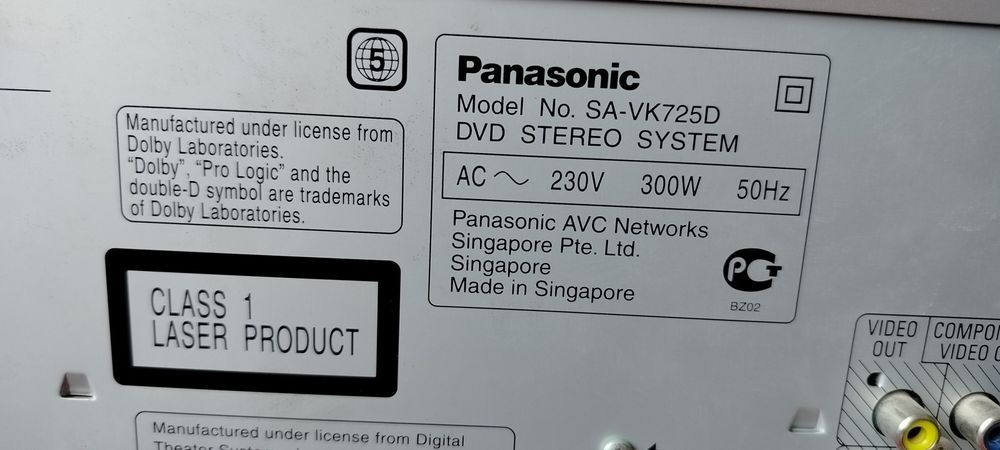 5
Panasonic
Model No. SA-VK725D
DVD STEREO SYSTEM
AC 230V 300W 50Hz
Panasonic AVC Networks
Singapore Pte. Ltd.
Singapore
Made in Singapore
PCT
BZ02
Manufactured under license from
Dolby Laboratories.
“Dolby”, “Pro Logic” and the
double-D symbol are trademarks
of Dolby Laboratories.
CLASS 1
LASER PRODUCT
Manufactured under license from Digital
VIDEO
OUT
VIDEO